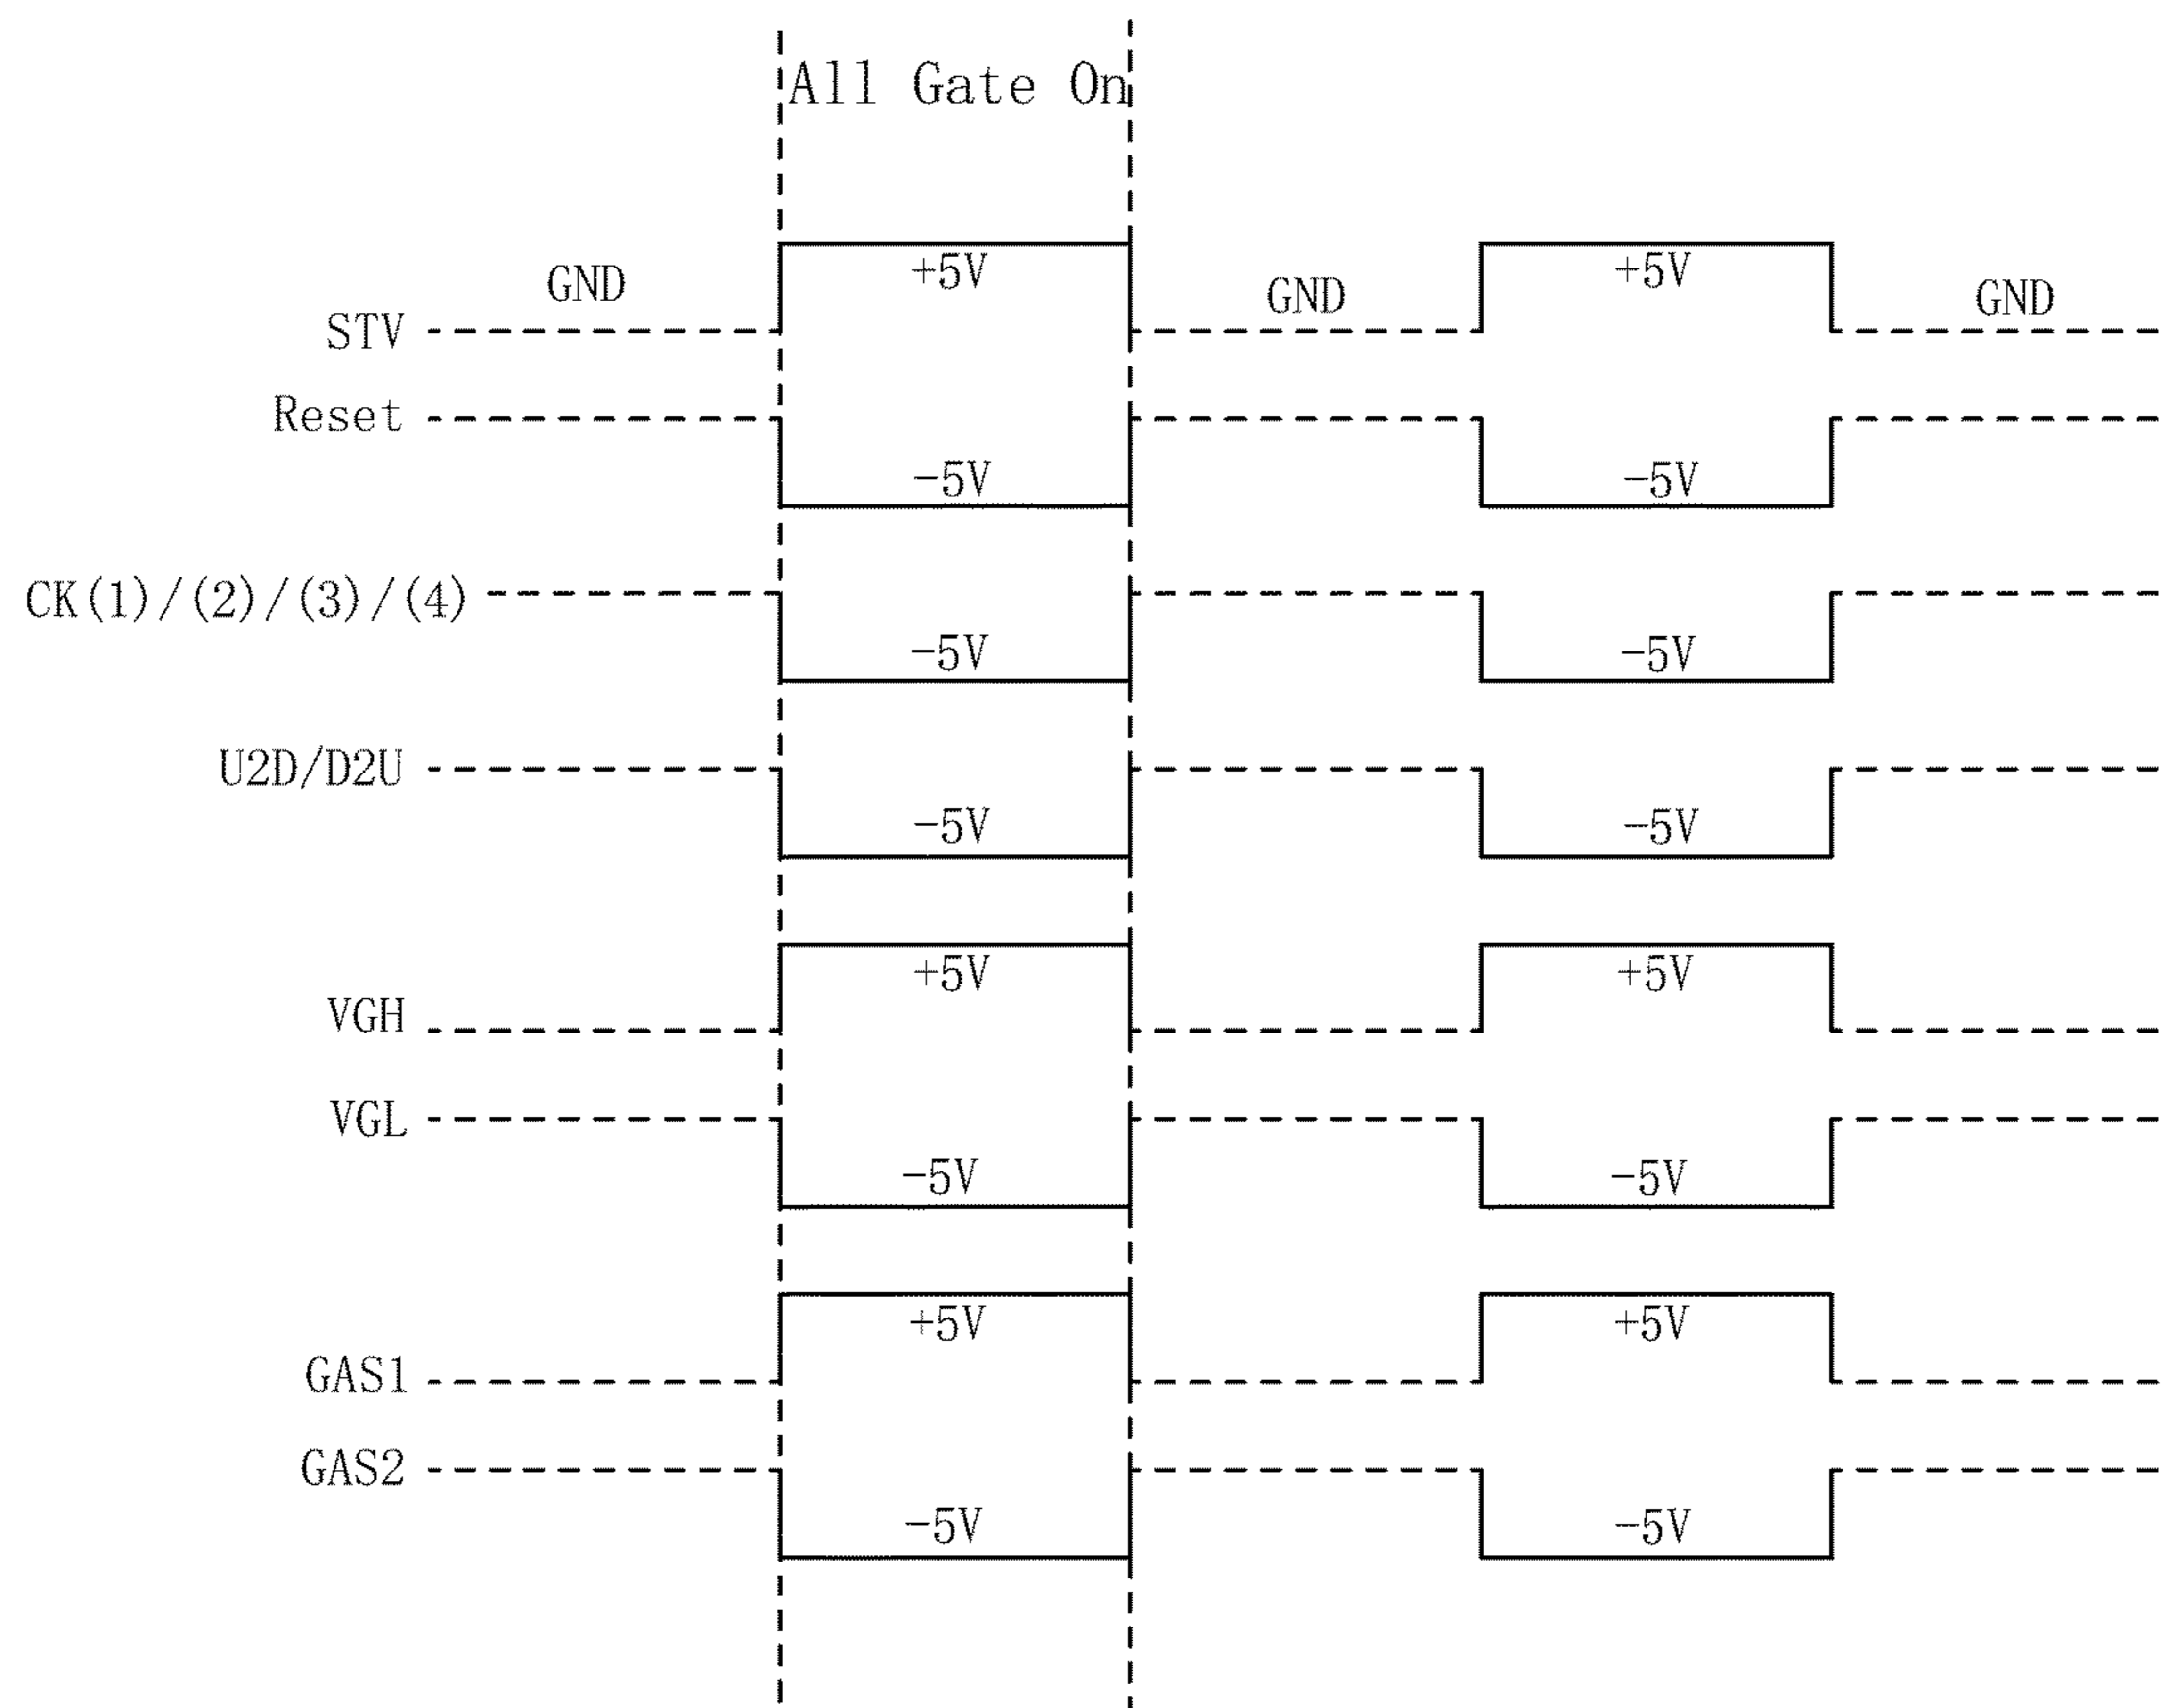 All Gate On
GND +5V GND +5V GND
STV
Reset
-5V -5V
CK(1)/(2)/(3)/(4)
-5V -5V
U2D/D2U
-5V -5V
+5V +5V
VGH
VGL
-5V -5V
+5V +5V
GAS1
GAS2
-5V -5V